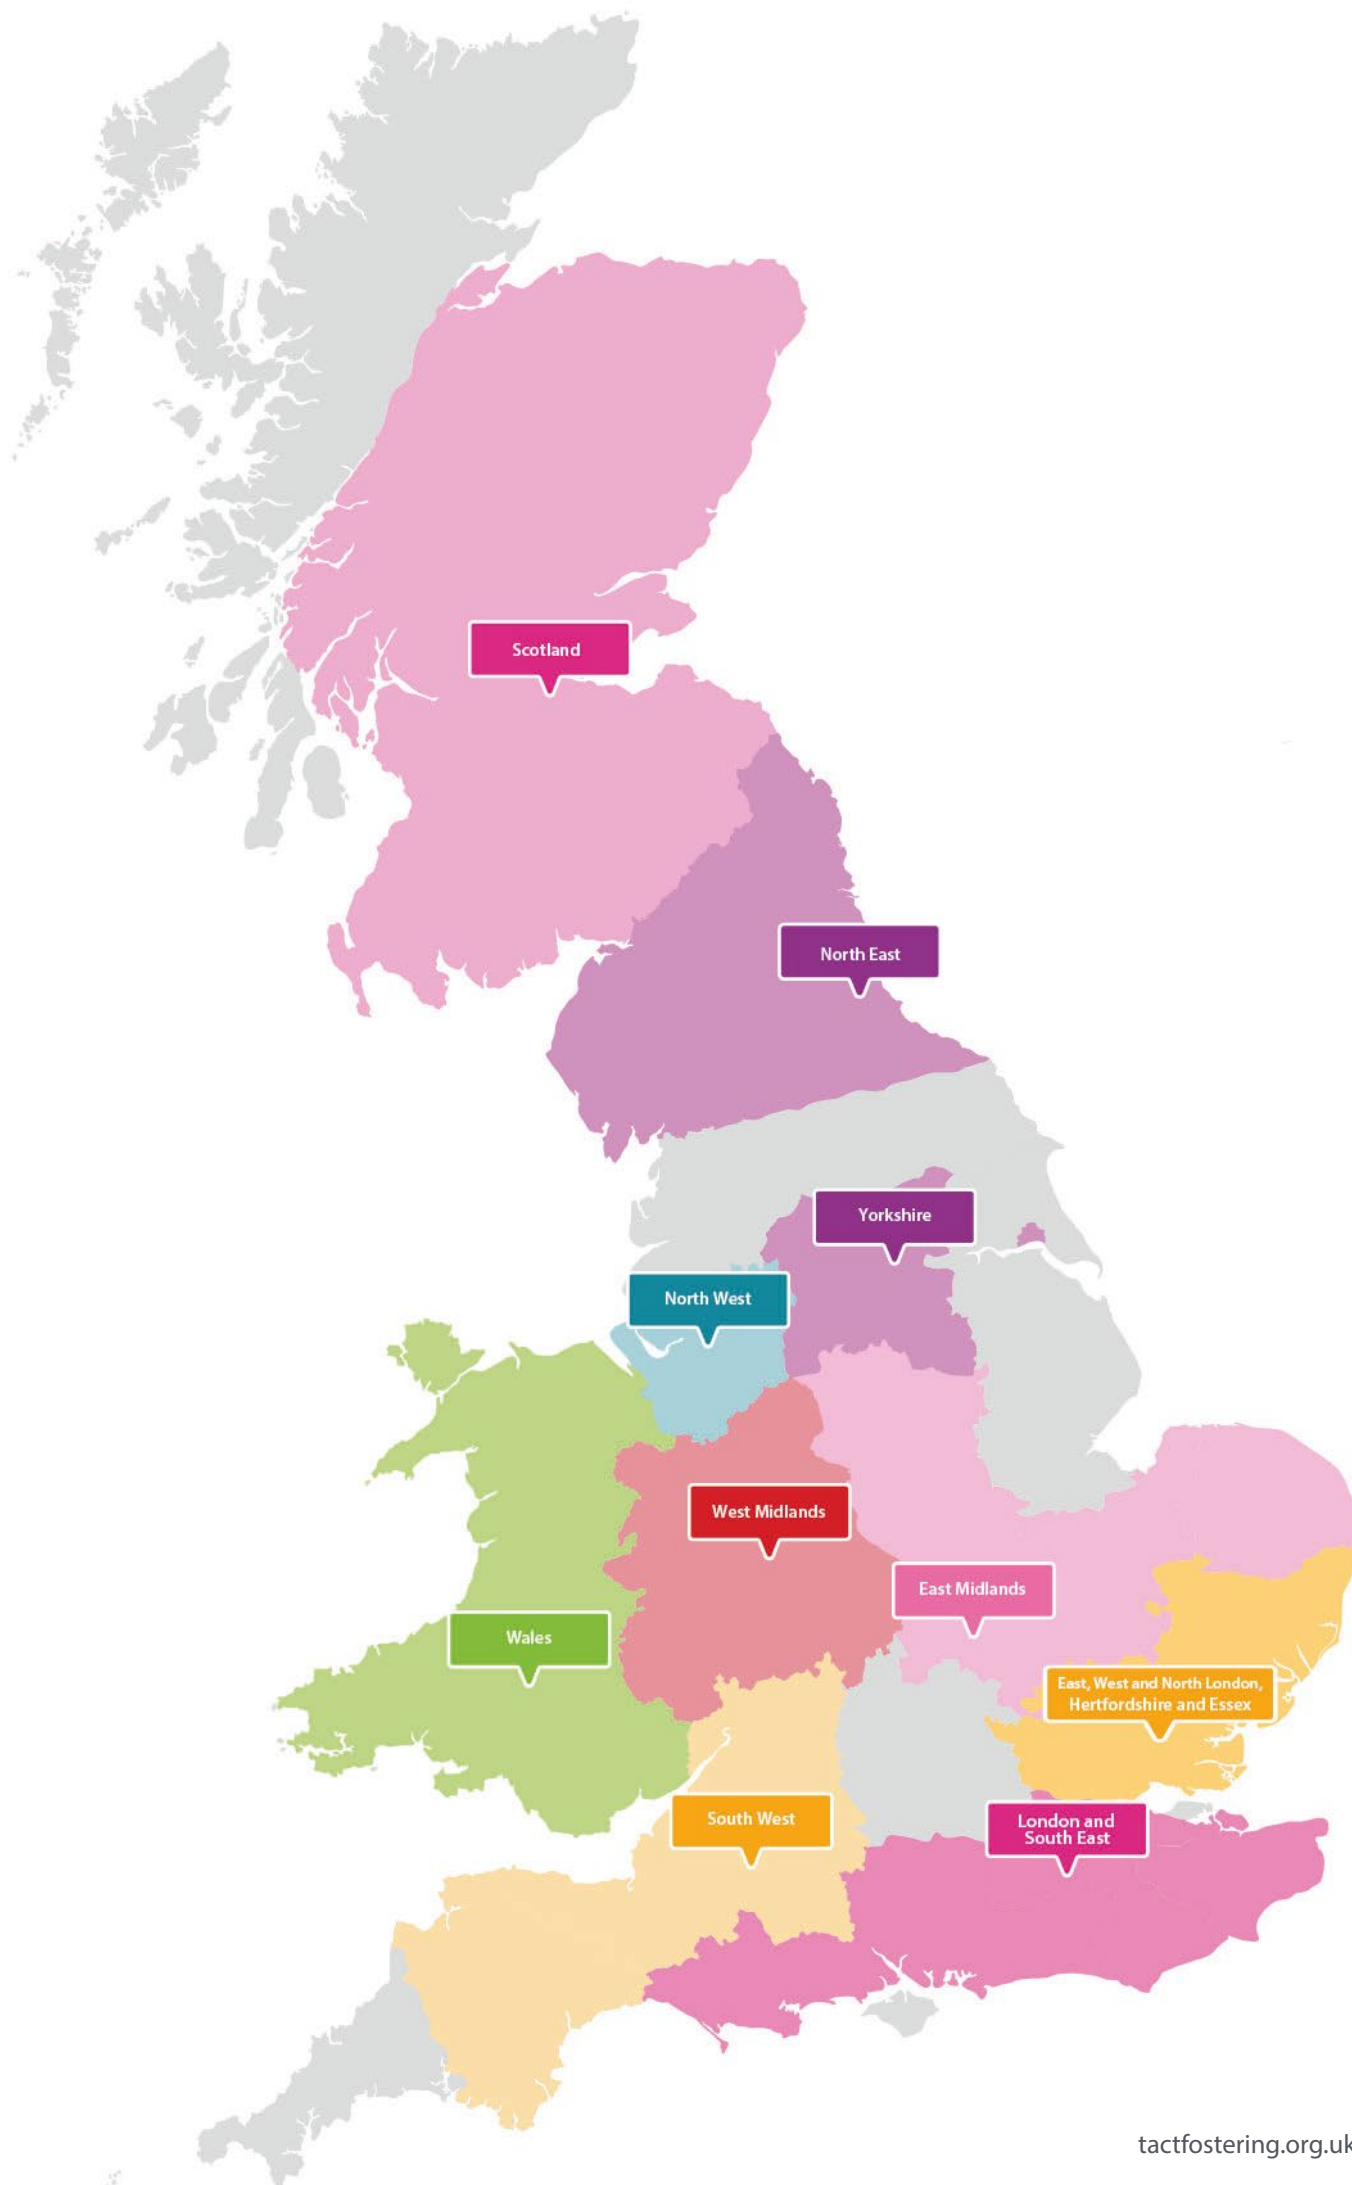 Scotland
North East
Yorkshire
North West
West Midlands
East Midlands
Wales
East, West and North London,
Hertfordshire and Essex
South West
London and
South East
tactfostering.org.uk